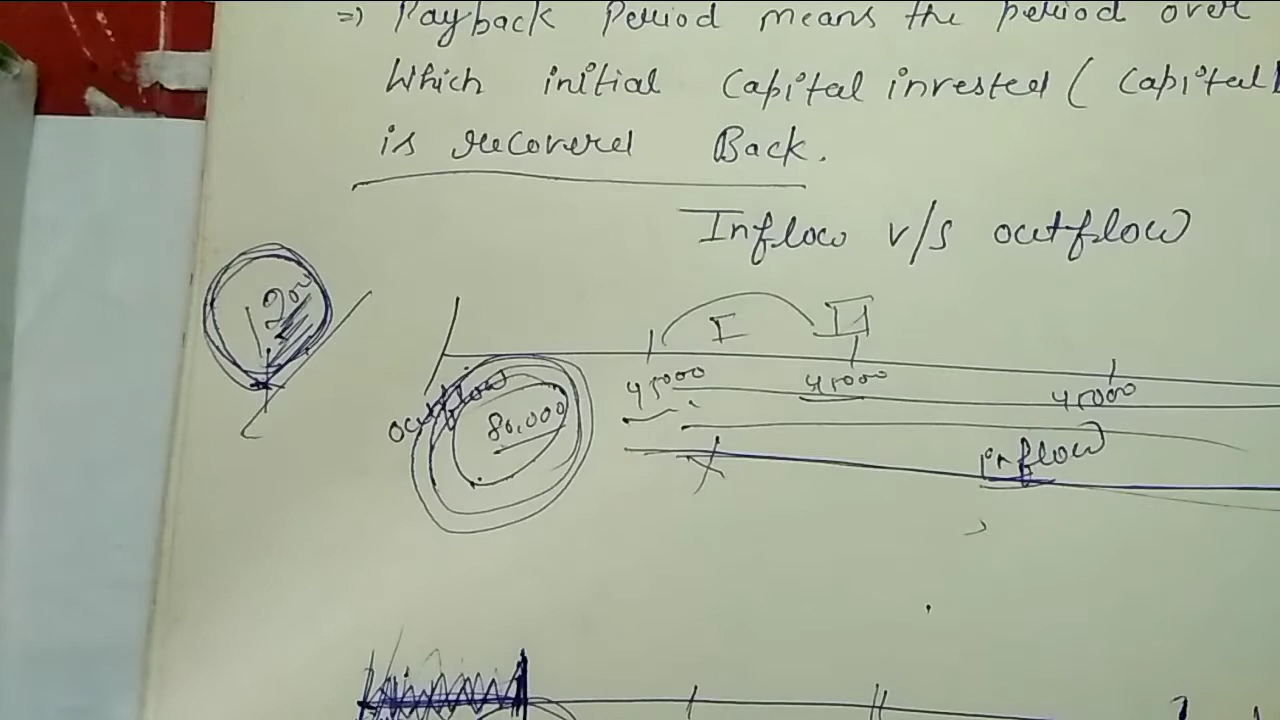 =) Payback Period means the period over
Which initial Capital invested ( Capital
is recovered Back.
Inflow v/s outflow
I II
outflow 80,000 45000 45000 45000
inflow